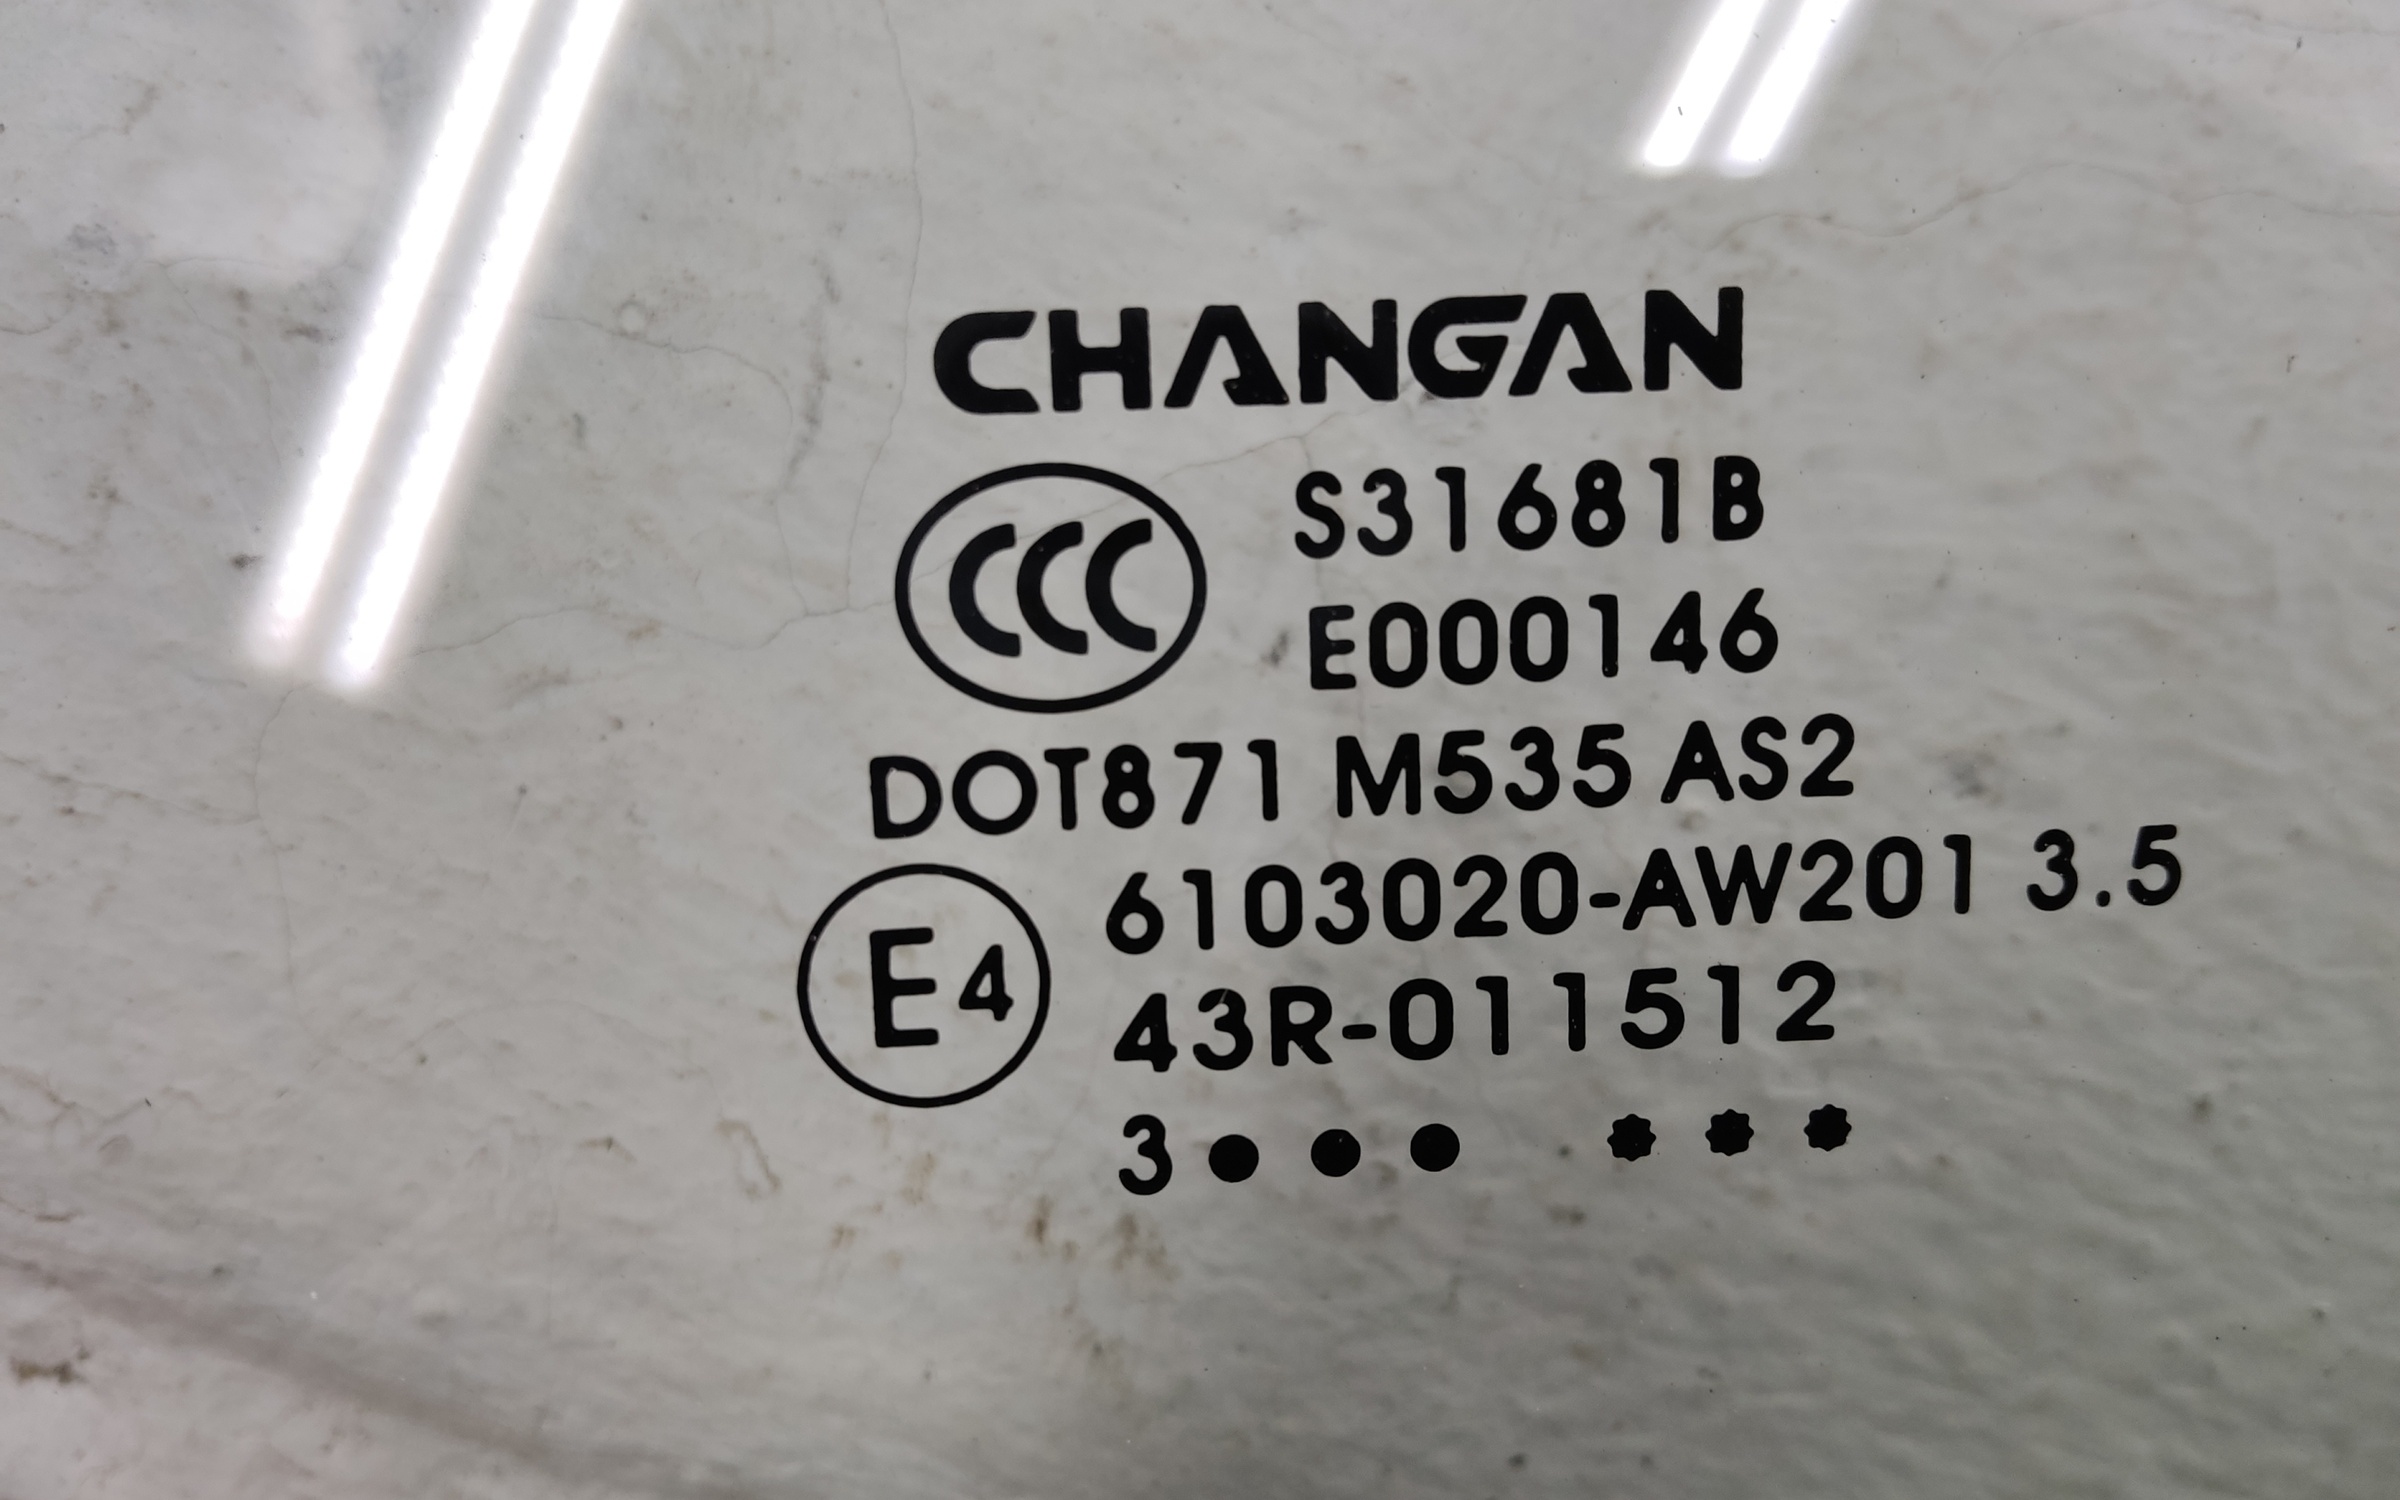 CHANGAN
CCC S31681B
E000146
DOT871 M535 AS2
6103020-AW201 3.5
E4 43R-011512
3 ● ● ●